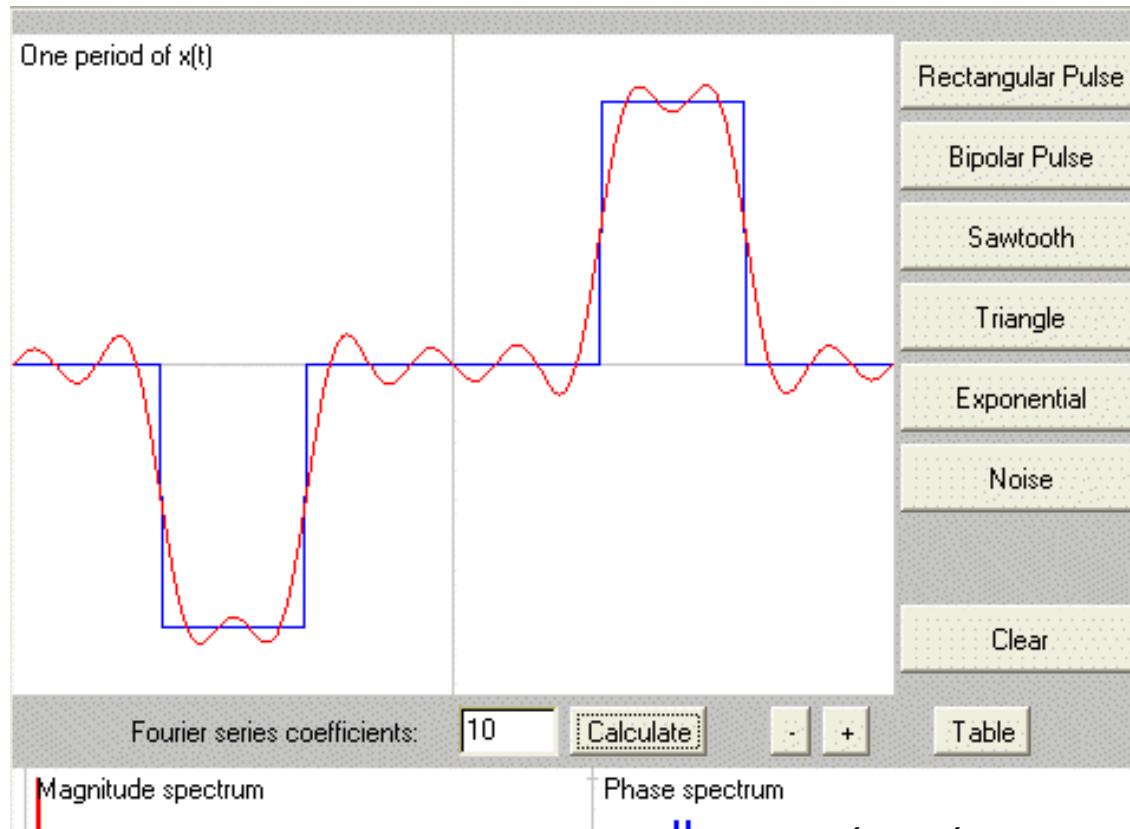 One period of x(t)
Rectangular Pulse
Bipolar Pulse
Sawtooth
Triangle
Exponential
Noise
Clear
Fourier series coefficients: 10 Calculate - + Table
Magnitude spectrum
Phase spectrum